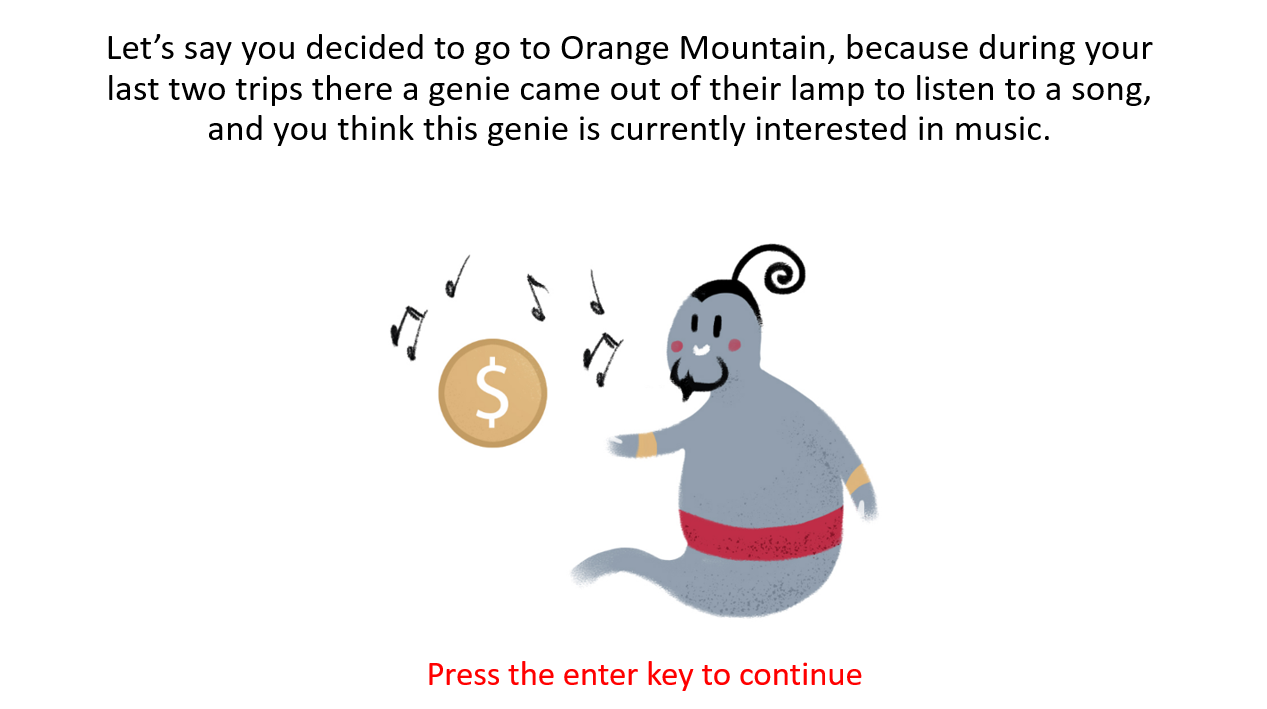 Let’s say you decided to go to Orange Mountain, because during your
last two trips there a genie came out of their lamp to listen to a song,
and you think this genie is currently interested in music.
$
Press the enter key to continue